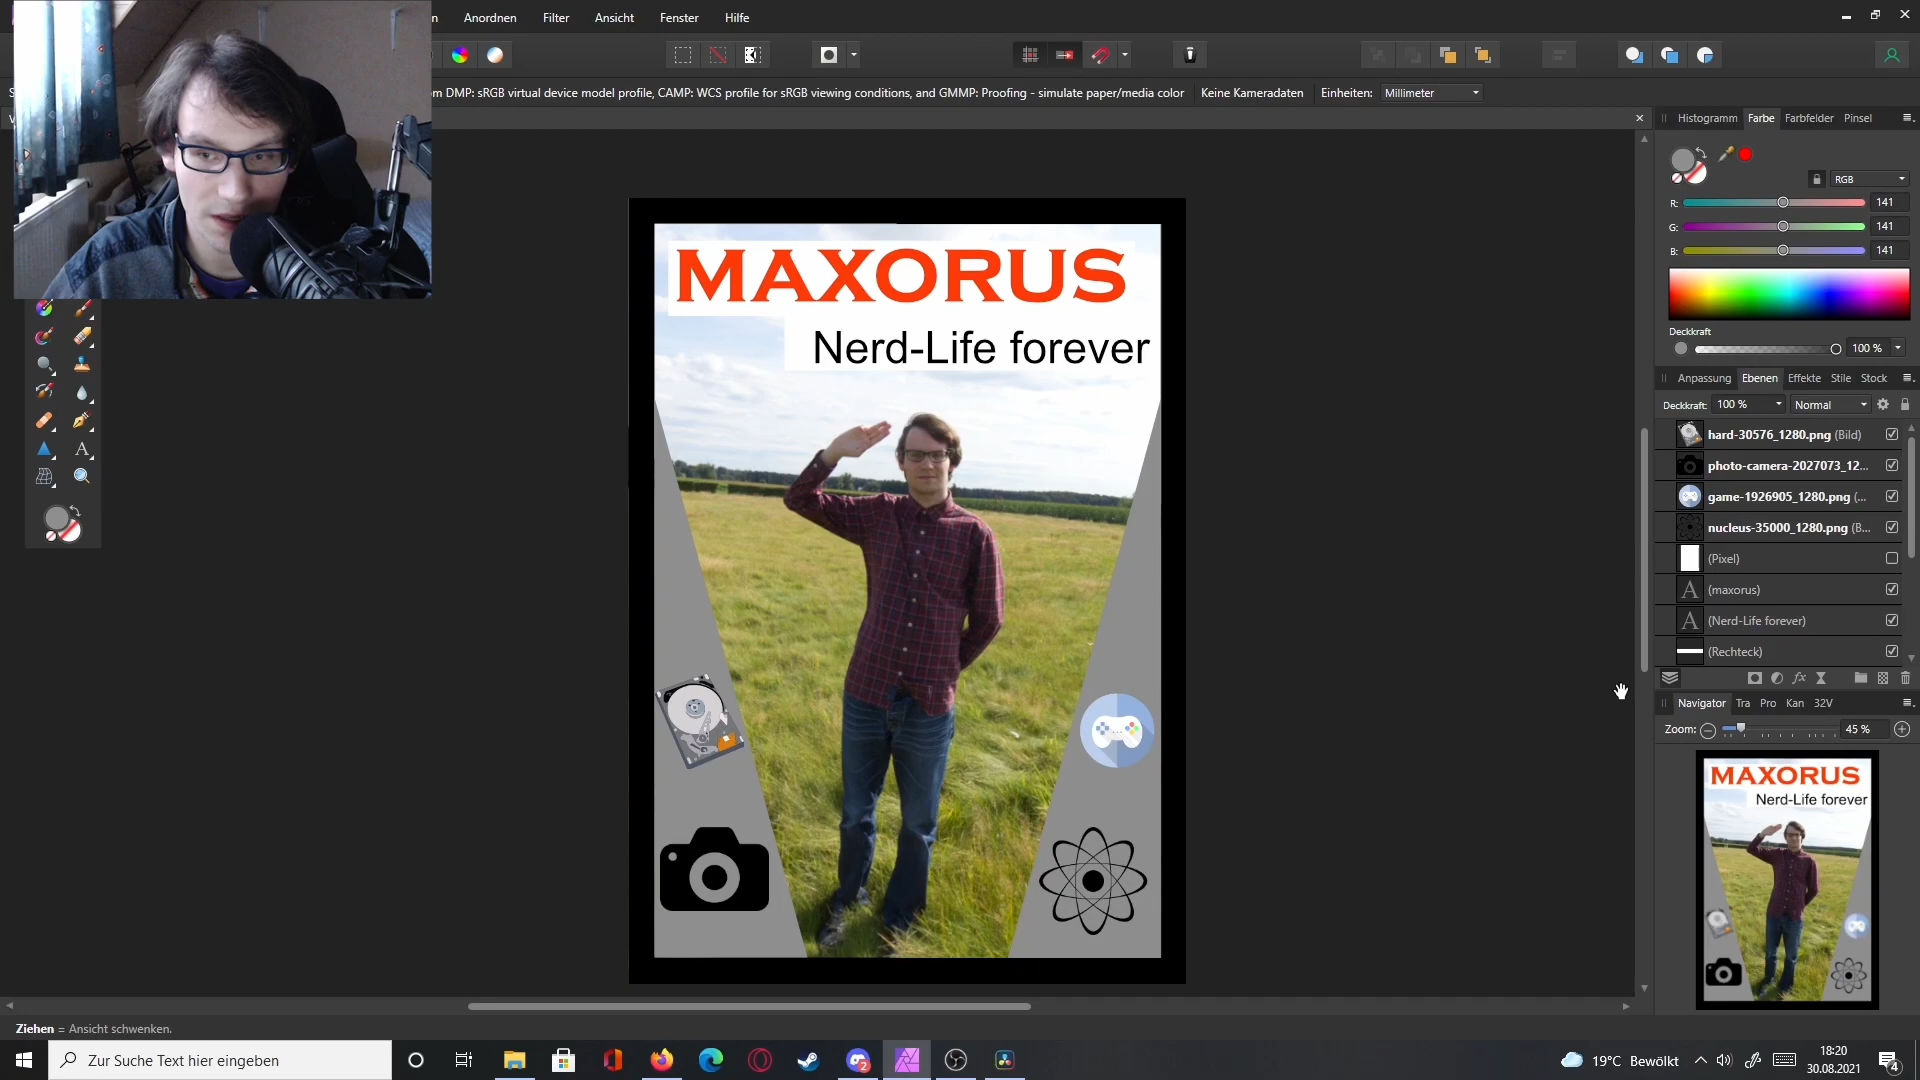 n Anordnen Filter Ansicht Fenster Hilfe
om DMP: sRGB virtual device model profile, CAMP: WCS profile for sRGB viewing conditions, and GMMP: Proofing - simulate paper/media color Keine Kameradaten Einheiten: Millimeter
Histogramm Farbe Farbfelder Pinsel
RGB
R: 141
G: 141
B: 141
Deckkraft
100 %
Anpassung Ebenen Effekte Stile Stock
Deckkraft: 100 % Normal
hard-30576_1280.png (Bild)
photo-camera-2027073_12...
game-1926905_1280.png (...
nucleus-35000_1280.png (B...
(Pixel)
(maxorus)
(Nerd-Life forever)
(Rechteck)
fx
Navigator Tra Pro Kan 32V
Zoom: 45 %
MAXORUS
Nerd-Life forever
MAXORUS
Nerd-Life forever
Ziehen = Ansicht schwenken.
Zur Suche Text hier eingeben
2
19°C Bewölkt
18:20
30.08.2021
4